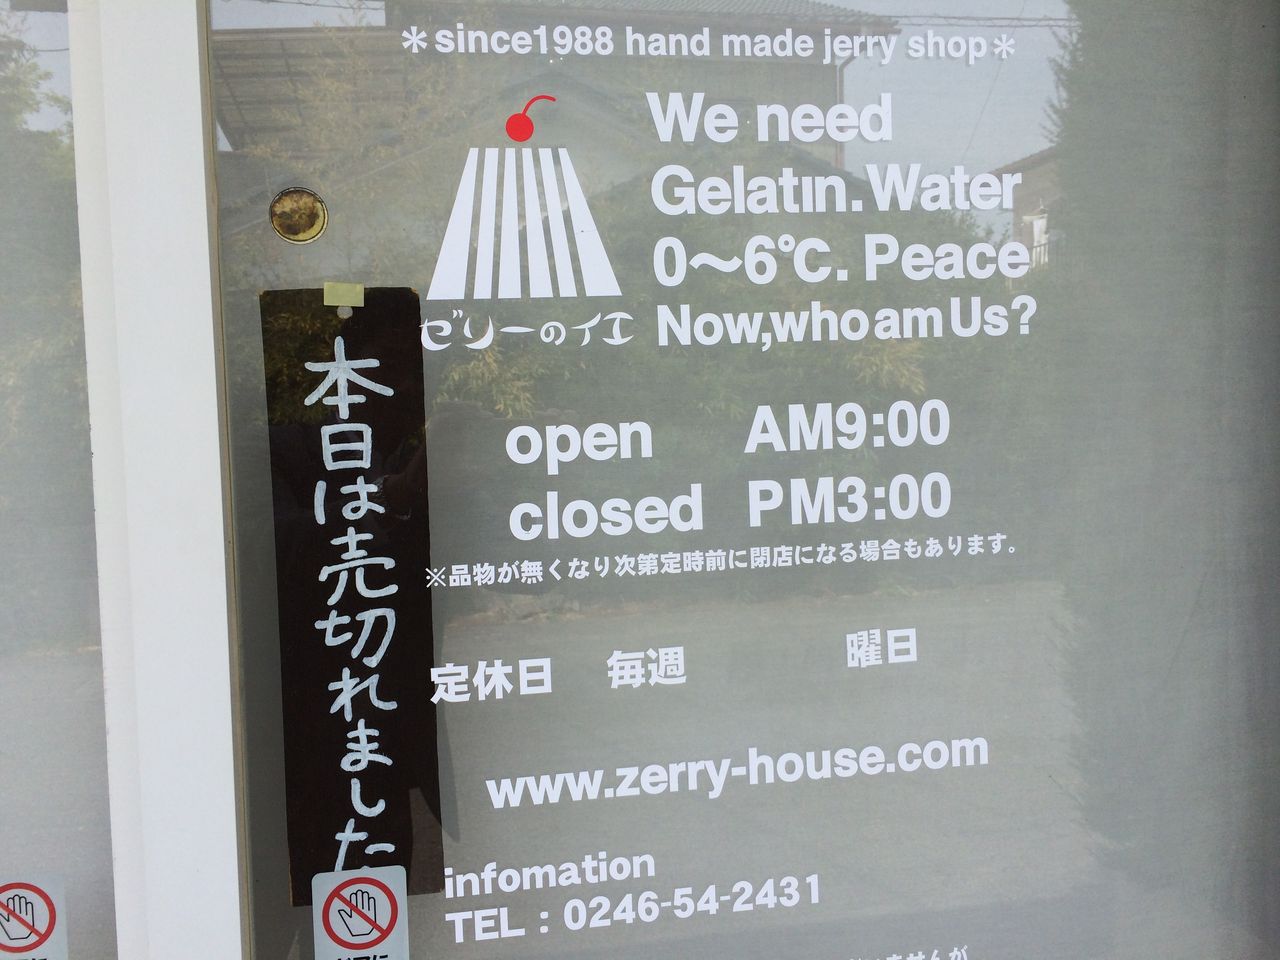 *since1988 hand made jerry shop*
We need
Gelatin.Water
0〜6℃. Peace
Now,who am Us?
ゼリーのイエ
本日は売切れました
open AM9:00
closed PM3:00
※品物が無くなり次第定時前に閉店になる場合もあります。
定休日 毎週 曜日
www.zerry-house.com
infomation
TEL : 0246-54-2431